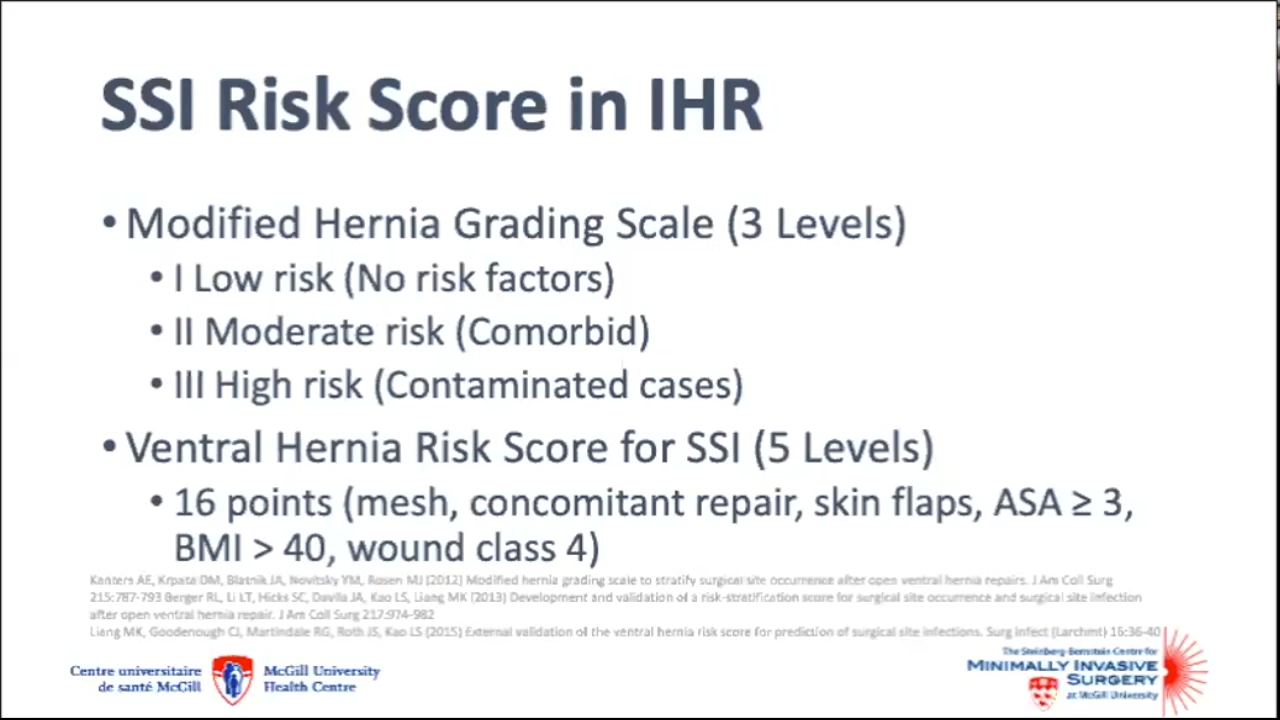 SSI Risk Score in IHR
• Modified Hernia Grading Scale (3 Levels)
• I Low risk (No risk factors)
• II Moderate risk (Comorbid)
• III High risk (Contaminated cases)
• Ventral Hernia Risk Score for SSI (5 Levels)
• 16 points (mesh, concomitant repair, skin flaps, ASA ≥ 3,
BMI > 40, wound class 4)
Kanters AE, Krpata DM, Blatnik JA, Novitsky YM, Rosen MJ (2012) Modified hernia grading scale to stratify surgical site occurrence after open ventral hernia repairs. J Am Coll Surg
215:787-793 Berger RL, Li LT, Hicks SC, Davila JA, Kao LS, Liang MK (2013) Development and validation of a risk-stratification score for surgical site occurrence and surgical site infection
after open ventral hernia repair. J Am Coll Surg 217:974-982
Liang MK, Goodenough CJ, Martindale RG, Roth JS, Kao LS (2015) External validation of the ventral hernia risk score for prediction of surgical site infections. Surg Infect (Larchmt) 16:36-40
Centre universitaire
de santé McGill
McGill University
Health Centre
The Steinberg-Bernstein Centre for
MINIMALLY INVASIVE
SURGERY
at McGill University